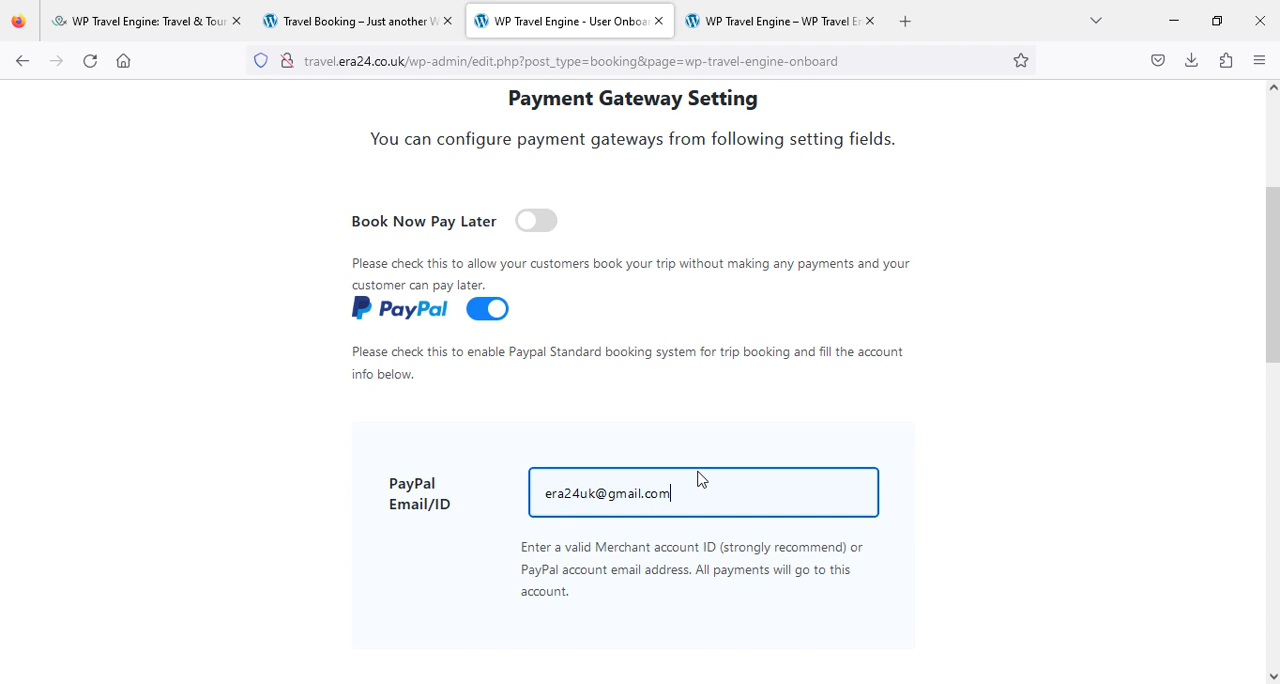 WP Travel Engine: Travel & Tour
Travel Booking – Just another W
WP Travel Engine - User Onboar
WP Travel Engine – WP Travel En
travel.era24.co.uk/wp-admin/edit.php?post_type=booking&page=wp-travel-engine-onboard
Payment Gateway Setting
You can configure payment gateways from following setting fields.
Book Now Pay Later
Please check this to allow your customers book your trip without making any payments and your
customer can pay later.
PayPal
Please check this to enable Paypal Standard booking system for trip booking and fill the account
info below.
PayPal
Email/ID
era24uk@gmail.com
Enter a valid Merchant account ID (strongly recommend) or
PayPal account email address. All payments will go to this
account.